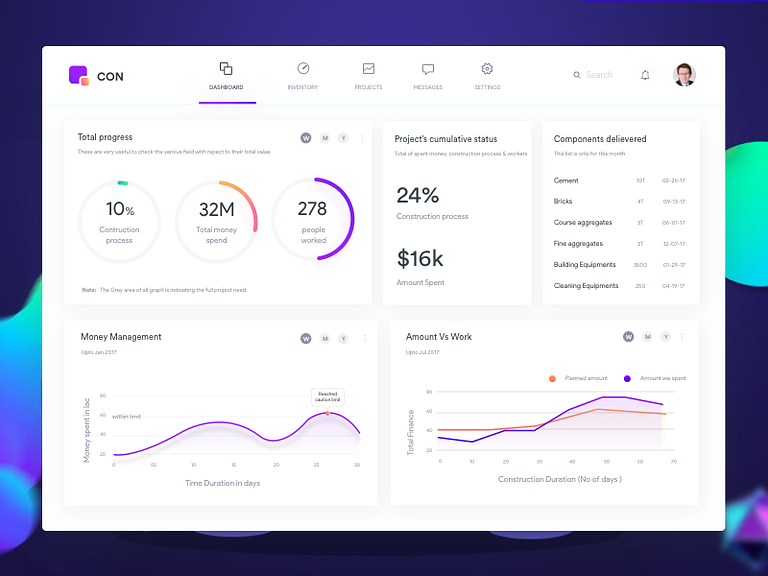 CON
DASHBOARD
INVENTORY
PROJECTS
MESSAGES
SETTINGS
Search
Total progress
W M Y
These are very useful to check the various field with repect to their total value.
10%
Contruction
process
32M
Total money
spend
278
people
worked
Note: The Grey area of all graph is indicating the full project need.
Project's cumulative status
Total of spent money, construction process & workers
24%
Construction process
$16k
Amount Spent
Components delievered
This list is only for this month
Cement 10T 02-26-17
Bricks 4T 09-13-17
Course aggregates 3T 06-01-17
Fine aggregates 3T 12-07-17
Building Equipments 3500 01-29-17
Cleaning Equipments 250 04-19-17
Money Management
W M Y
Upto Jan 2017
Reached
caution limit
within limit
Money spent in lac
80
60
40
20
0 05 10 15 20 25 30
Time Duration in days
Amount Vs Work
W M Y
Upto Jul 2017
Planned amount
Amount we spent
Total Finance
40
20
0 10 20 30 40 50 60 70
Construction Duration (No of days )